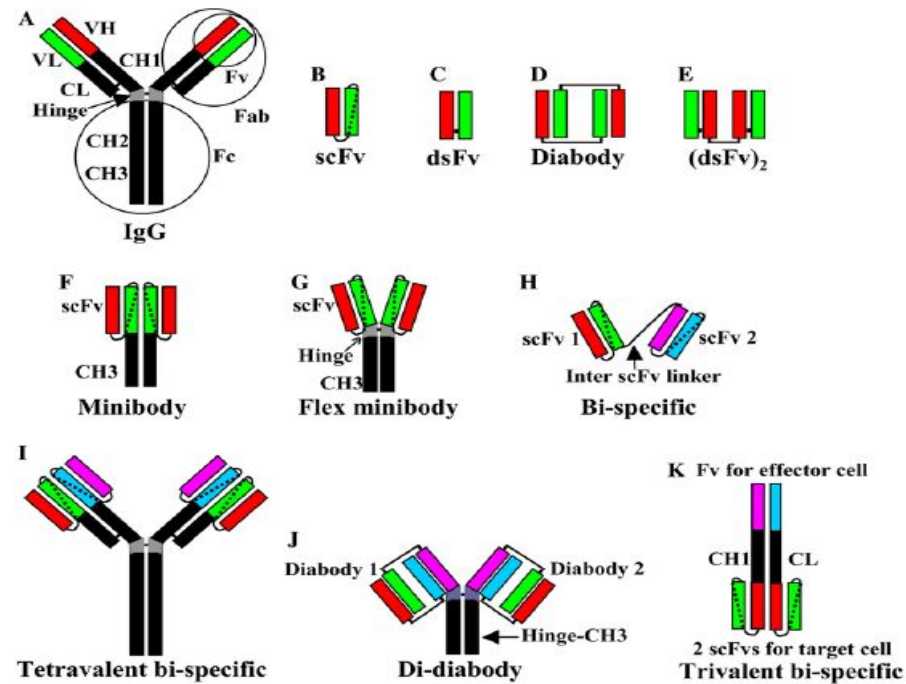 A
VH
VL
CH1
CL
Hinge
Fv
Fab
CH2
Fc
CH3
IgG
B
scFv
C
dsFv
D
Diabody
E
(dsFv)2
F
scFv
CH3
Minibody
G
scFv
Hinge
CH3
Flex minibody
H
scFv 1
scFv 2
Inter scFv linker
Bi-specific
I
Tetravalent bi-specific
J
Diabody 1
Diabody 2
Hinge-CH3
Di-diabody
K Fv for effector cell
CH1
CL
2 scFvs for target cell
Trivalent bi-specific